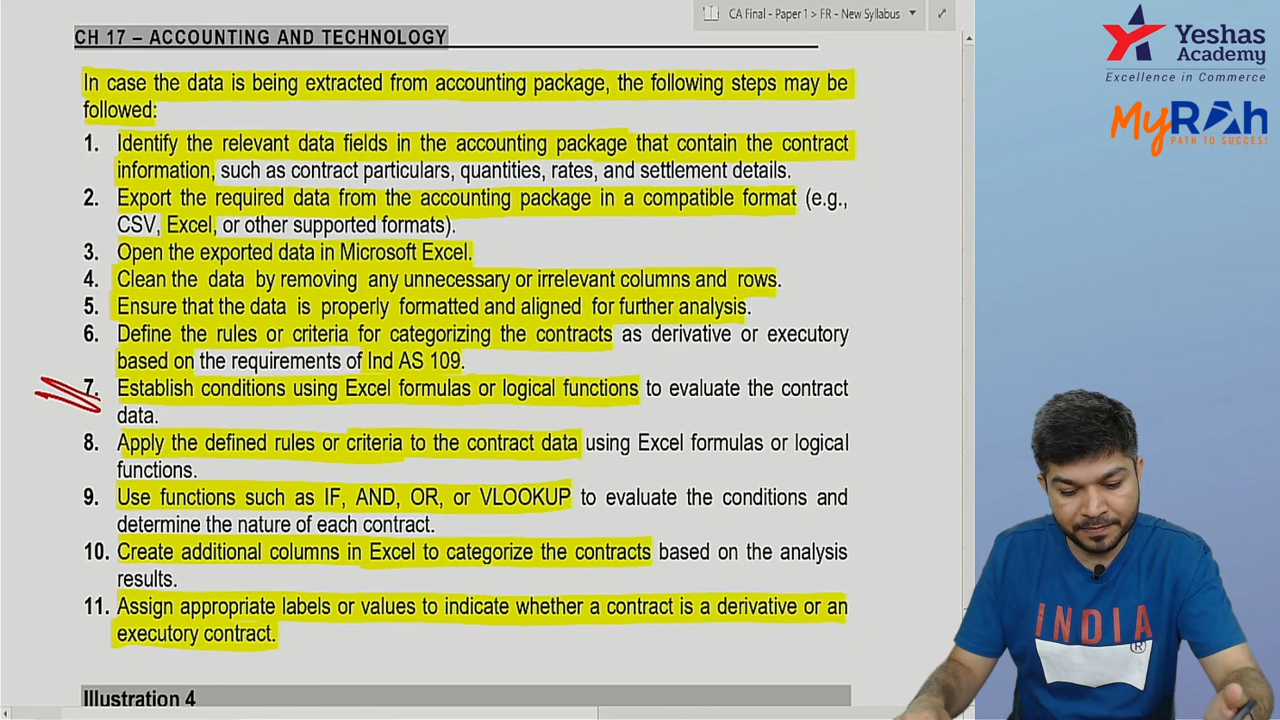 CA Final - Paper 1 > FR - New Syllabus
CH 17 – ACCOUNTING AND TECHNOLOGY
Yeshas
Academy
Excellence in Commerce
MyRAh
PATH TO SUCCESS
In case the data is being extracted from accounting package, the following steps may be
followed:
1. Identify the relevant data fields in the accounting package that contain the contract
information, such as contract particulars, quantities, rates, and settlement details.
2. Export the required data from the accounting package in a compatible format (e.g.,
CSV, Excel, or other supported formats).
3. Open the exported data in Microsoft Excel.
4. Clean the data by removing any unnecessary or irrelevant columns and rows.
5. Ensure that the data is properly formatted and aligned for further analysis.
6. Define the rules or criteria for categorizing the contracts as derivative or executory
based on the requirements of Ind AS 109.
7. Establish conditions using Excel formulas or logical functions to evaluate the contract
data.
8. Apply the defined rules or criteria to the contract data using Excel formulas or logical
functions.
9. Use functions such as IF, AND, OR, or VLOOKUP to evaluate the conditions and
determine the nature of each contract.
10. Create additional columns in Excel to categorize the contracts based on the analysis
results.
11. Assign appropriate labels or values to indicate whether a contract is a derivative or an
executory contract.
Illustration 4
INDIA
®